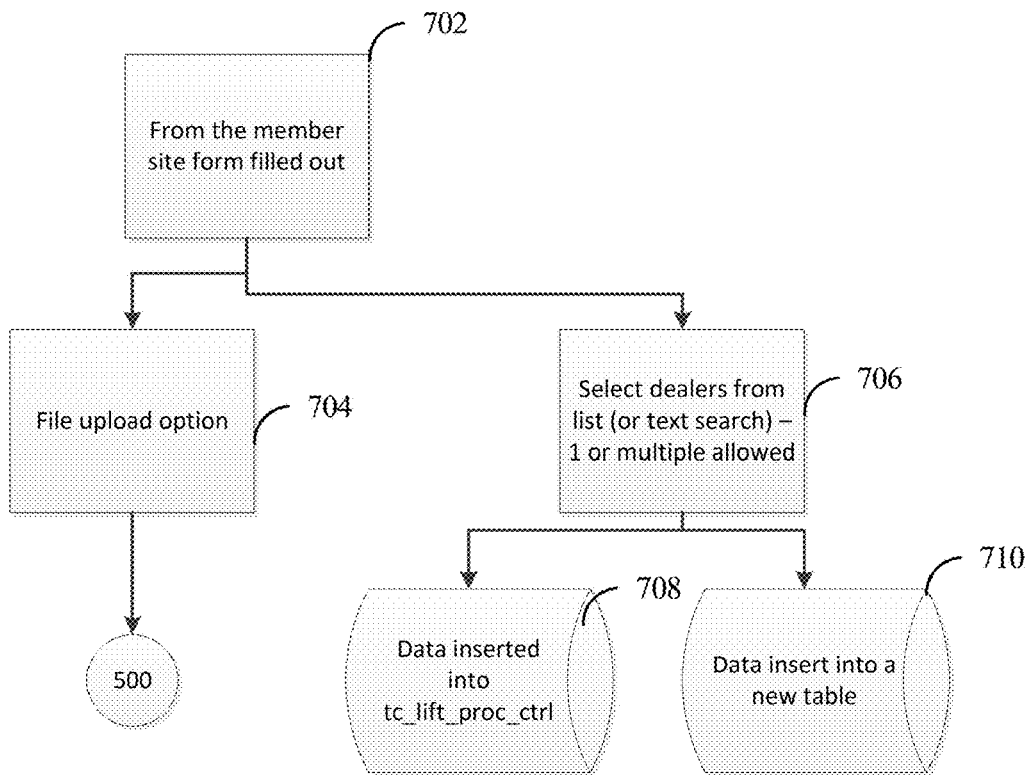 702
From the member
site form filled out
File upload option
704
Select dealers from
list (or text search) –
1 or multiple allowed
706
500
Data inserted
into
tc_lift_proc_ctrl
708
Data insert into a
new table
710